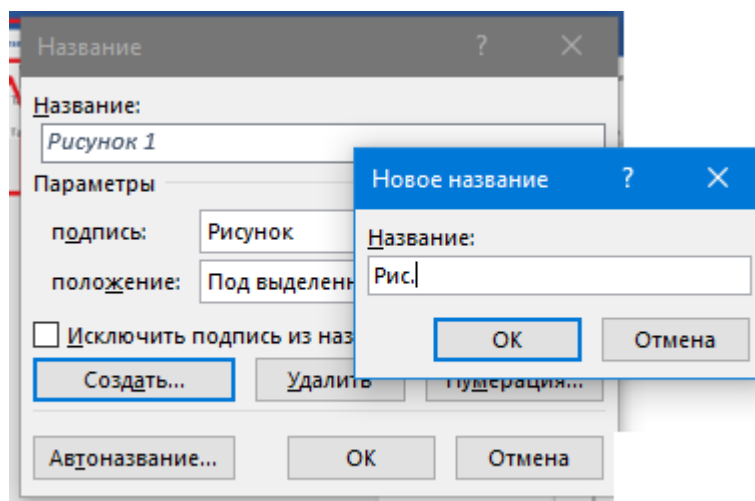 Название
Название:
Рисунок 1
Параметры
подпись: Рисунок
положение: Под выделенн
Исключить подпись из наз
Создать... Удалить Нумерация...
Автоназвание... ОК Отмена
Новое название
Название:
Рис.
ОК Отмена